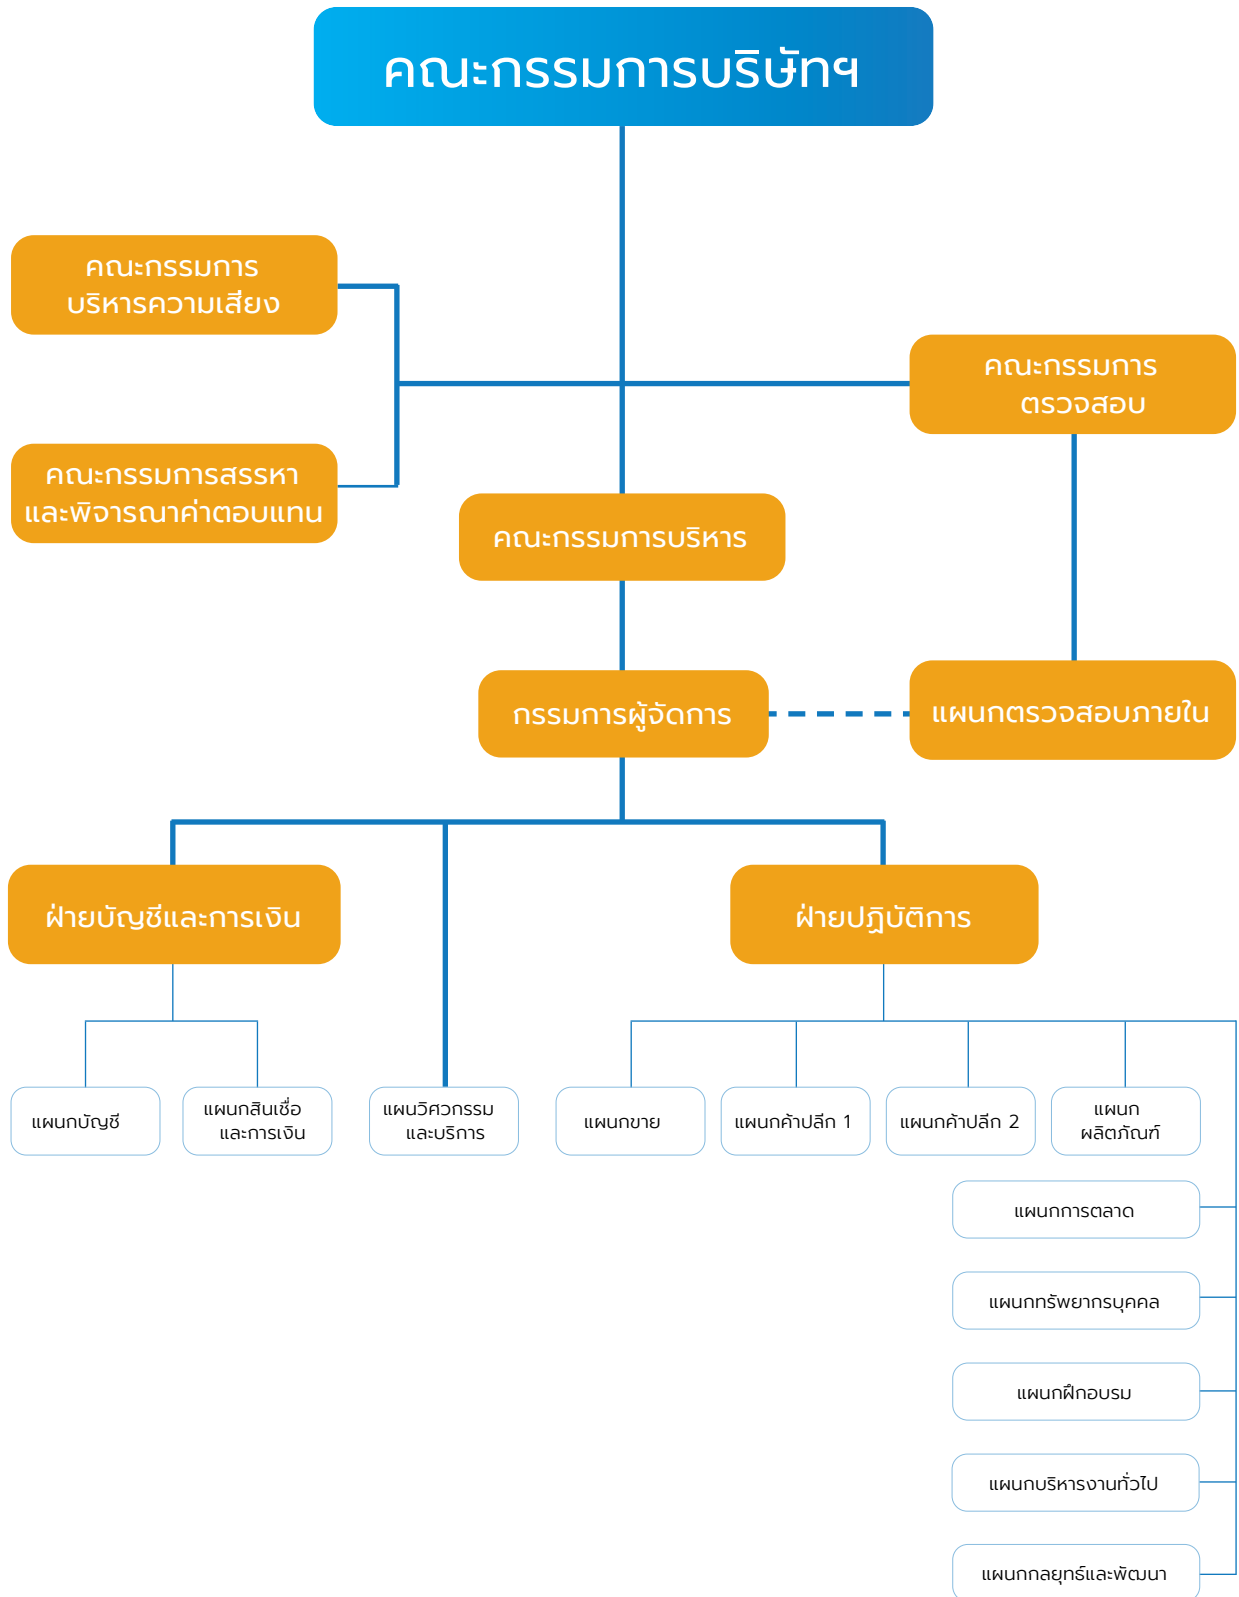 คณะกรรมการบริษัทฯ
คณะกรรมการ
บริหารความเสี่ยง
คณะกรรมการ
ตรวจสอบ
คณะกรรมการสรรหา
และพิจารณาค่าตอบแทน
คณะกรรมการบริหาร
กรรมการผู้จัดการ
แผนกตรวจสอบภายใน
ฝ่ายบัญชีและการเงิน
ฝ่ายปฏิบัติการ
แผนกบัญชี
แผนกสินเชื่อ
และการเงิน
แผนวิศวกรรม
และบริการ
แผนกขาย
แผนกค้าปลีก 1
แผนกค้าปลีก 2
แผนก
ผลิตภัณฑ์
แผนกการตลาด
แผนกทรัพยากรบุคคล
แผนกฝึกอบรม
แผนกบริหารงานทั่วไป
แผนกกลยุทธ์และพัฒนา